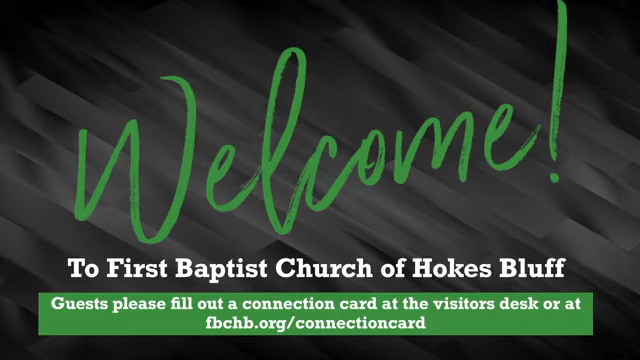 Welcome!
To First Baptist Church of Hokes Bluff
Guests please fill out a connection card at the visitors desk or at
fbchb.org/connectioncard